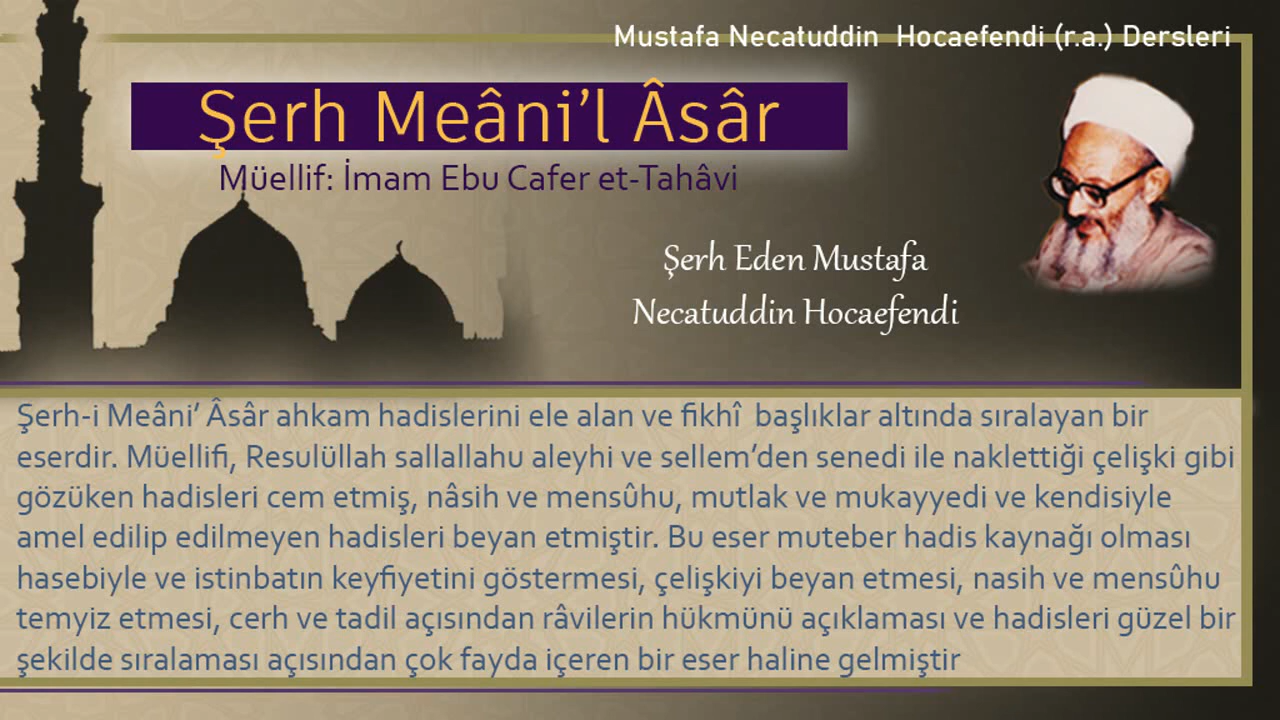 Mustafa Necatuddin  Hocaefendi (r.a.) Dersleri
Şerh Meâni’l Âsâr
Müellif: İmam Ebu Cafer et-Tahâvi
Şerh Eden Mustafa
Necatuddin Hocaefendi
Şerh-i Meâni’ Âsâr ahkam hadislerini ele alan ve fikhî  başlıklar altında sıralayan bir
eserdir. Müellifi, Resulüllah sallallahu aleyhi ve sellem’den senedi ile naklettiği çelişki gibi
gözüken hadisleri cem etmiş, nâsih ve mensûhu, mutlak ve mukayyedi ve kendisiyle
amel edilip edilmeyen hadisleri beyan etmiştir. Bu eser muteber hadis kaynağı olması
hasebiyle ve istinbatın keyfiyetini göstermesi, çelişkiyi beyan etmesi, nasih ve mensûhu
temyiz etmesi, cerh ve tadil açısından râvilerin hükmünü açıklaması ve hadisleri güzel bir
şekilde sıralaması açısından çok fayda içeren bir eser haline gelmiştir